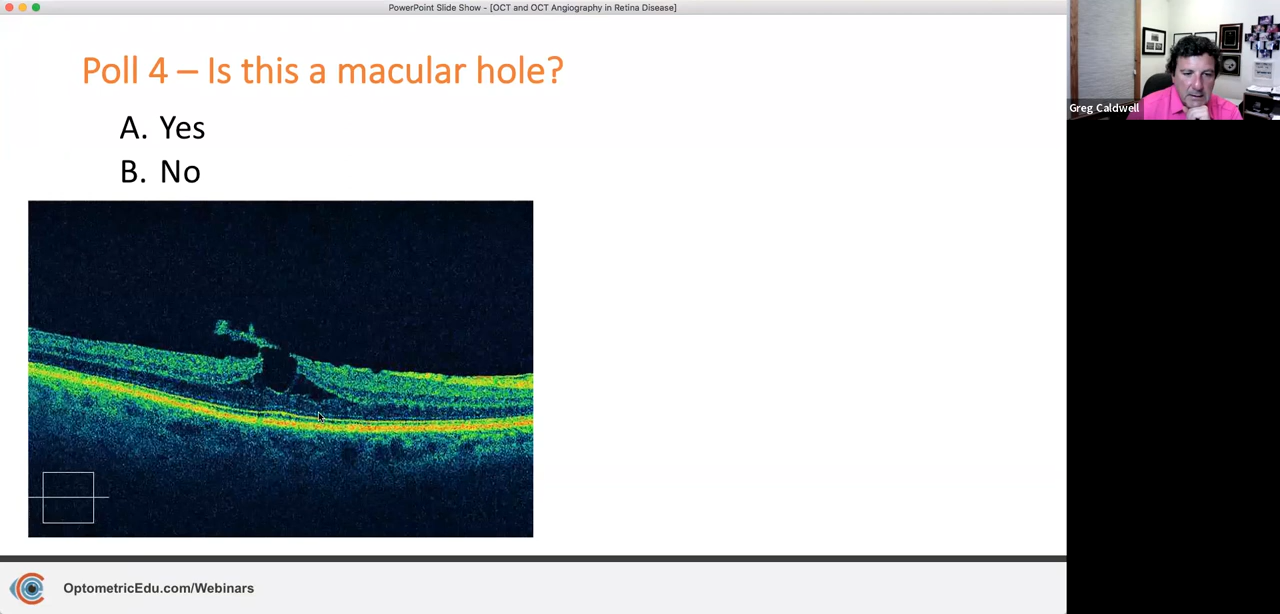 PowerPoint Slide Show - [OCT and OCT Angiography in Retina Disease]
Poll 4 – Is this a macular hole?
A. Yes
B. No
Greg Caldwell
OptometricEdu.com/Webinars